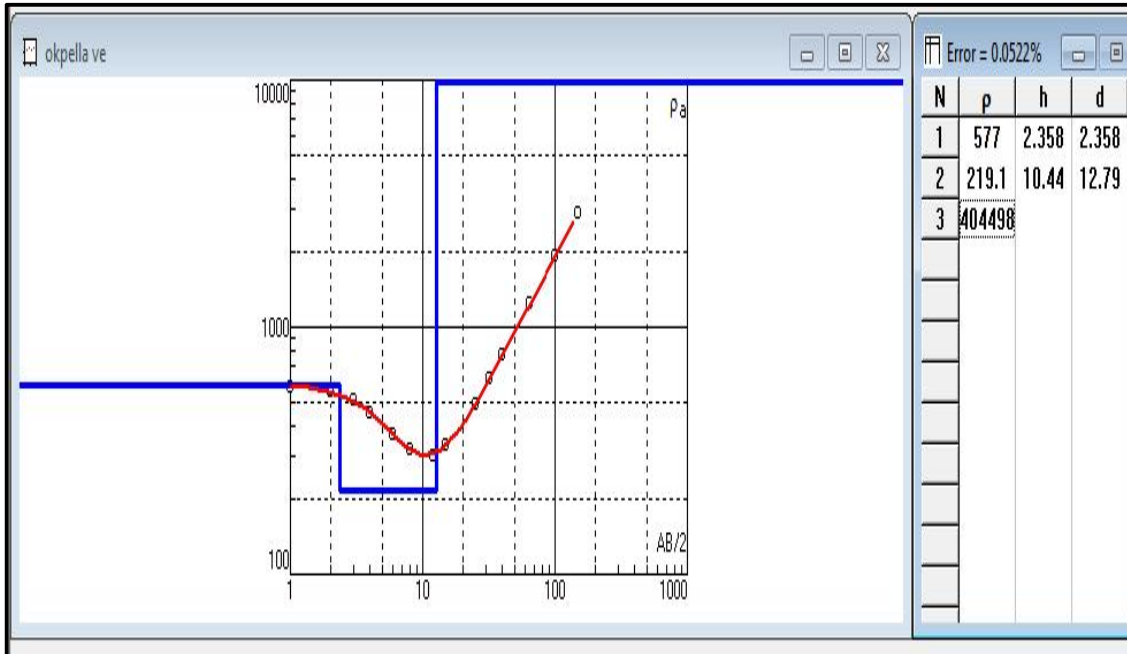 okpella ve
10000
ρa
1000
100
AB/2
1 10 100 1000
Error = 0.0522%
N ρ h d
1 577 2.358 2.358
2 219.1 10.44 12.79
3 404498